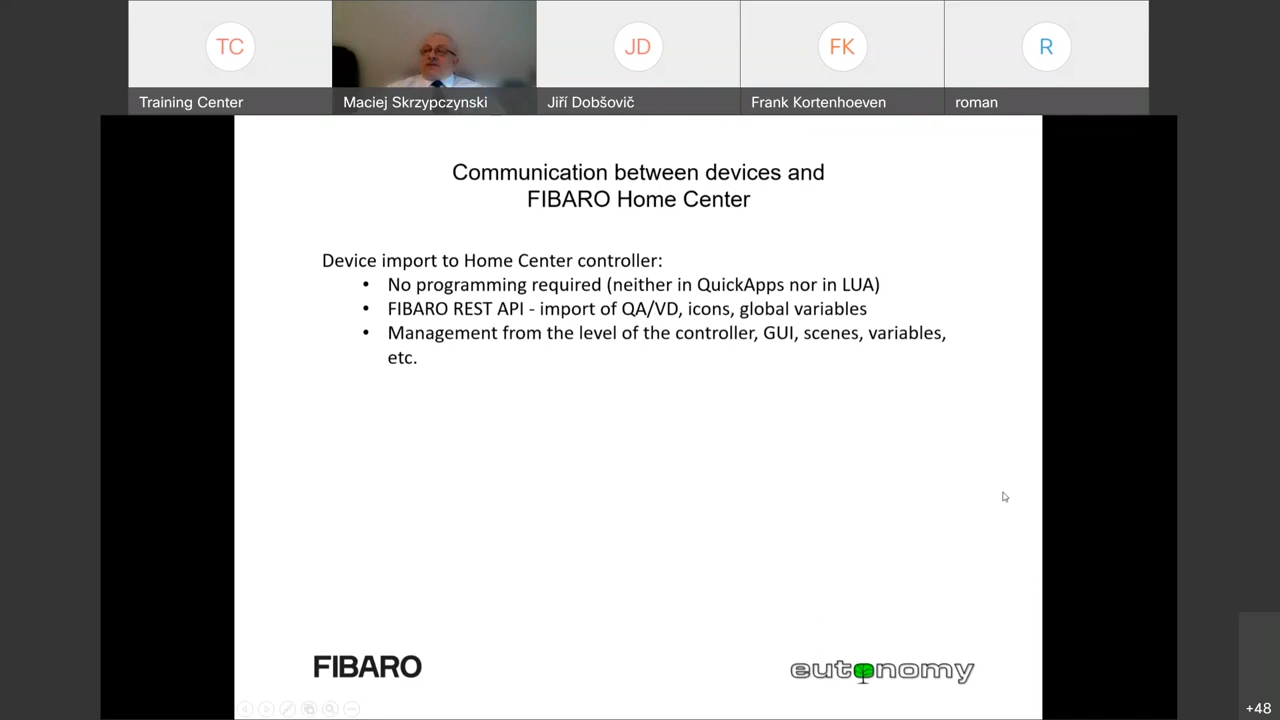 TC
JD
FK
R
Training Center
Maciej Skrzypczynski
Jiří Dobšovič
Frank Kortenhoeven
roman
Communication between devices and
FIBARO Home Center
Device import to Home Center controller:
• No programming required (neither in QuickApps nor in LUA)
• FIBARO REST API - import of QA/VD, icons, global variables
• Management from the level of the controller, GUI, scenes, variables,
etc.
FIBARO
eutonomy
+48